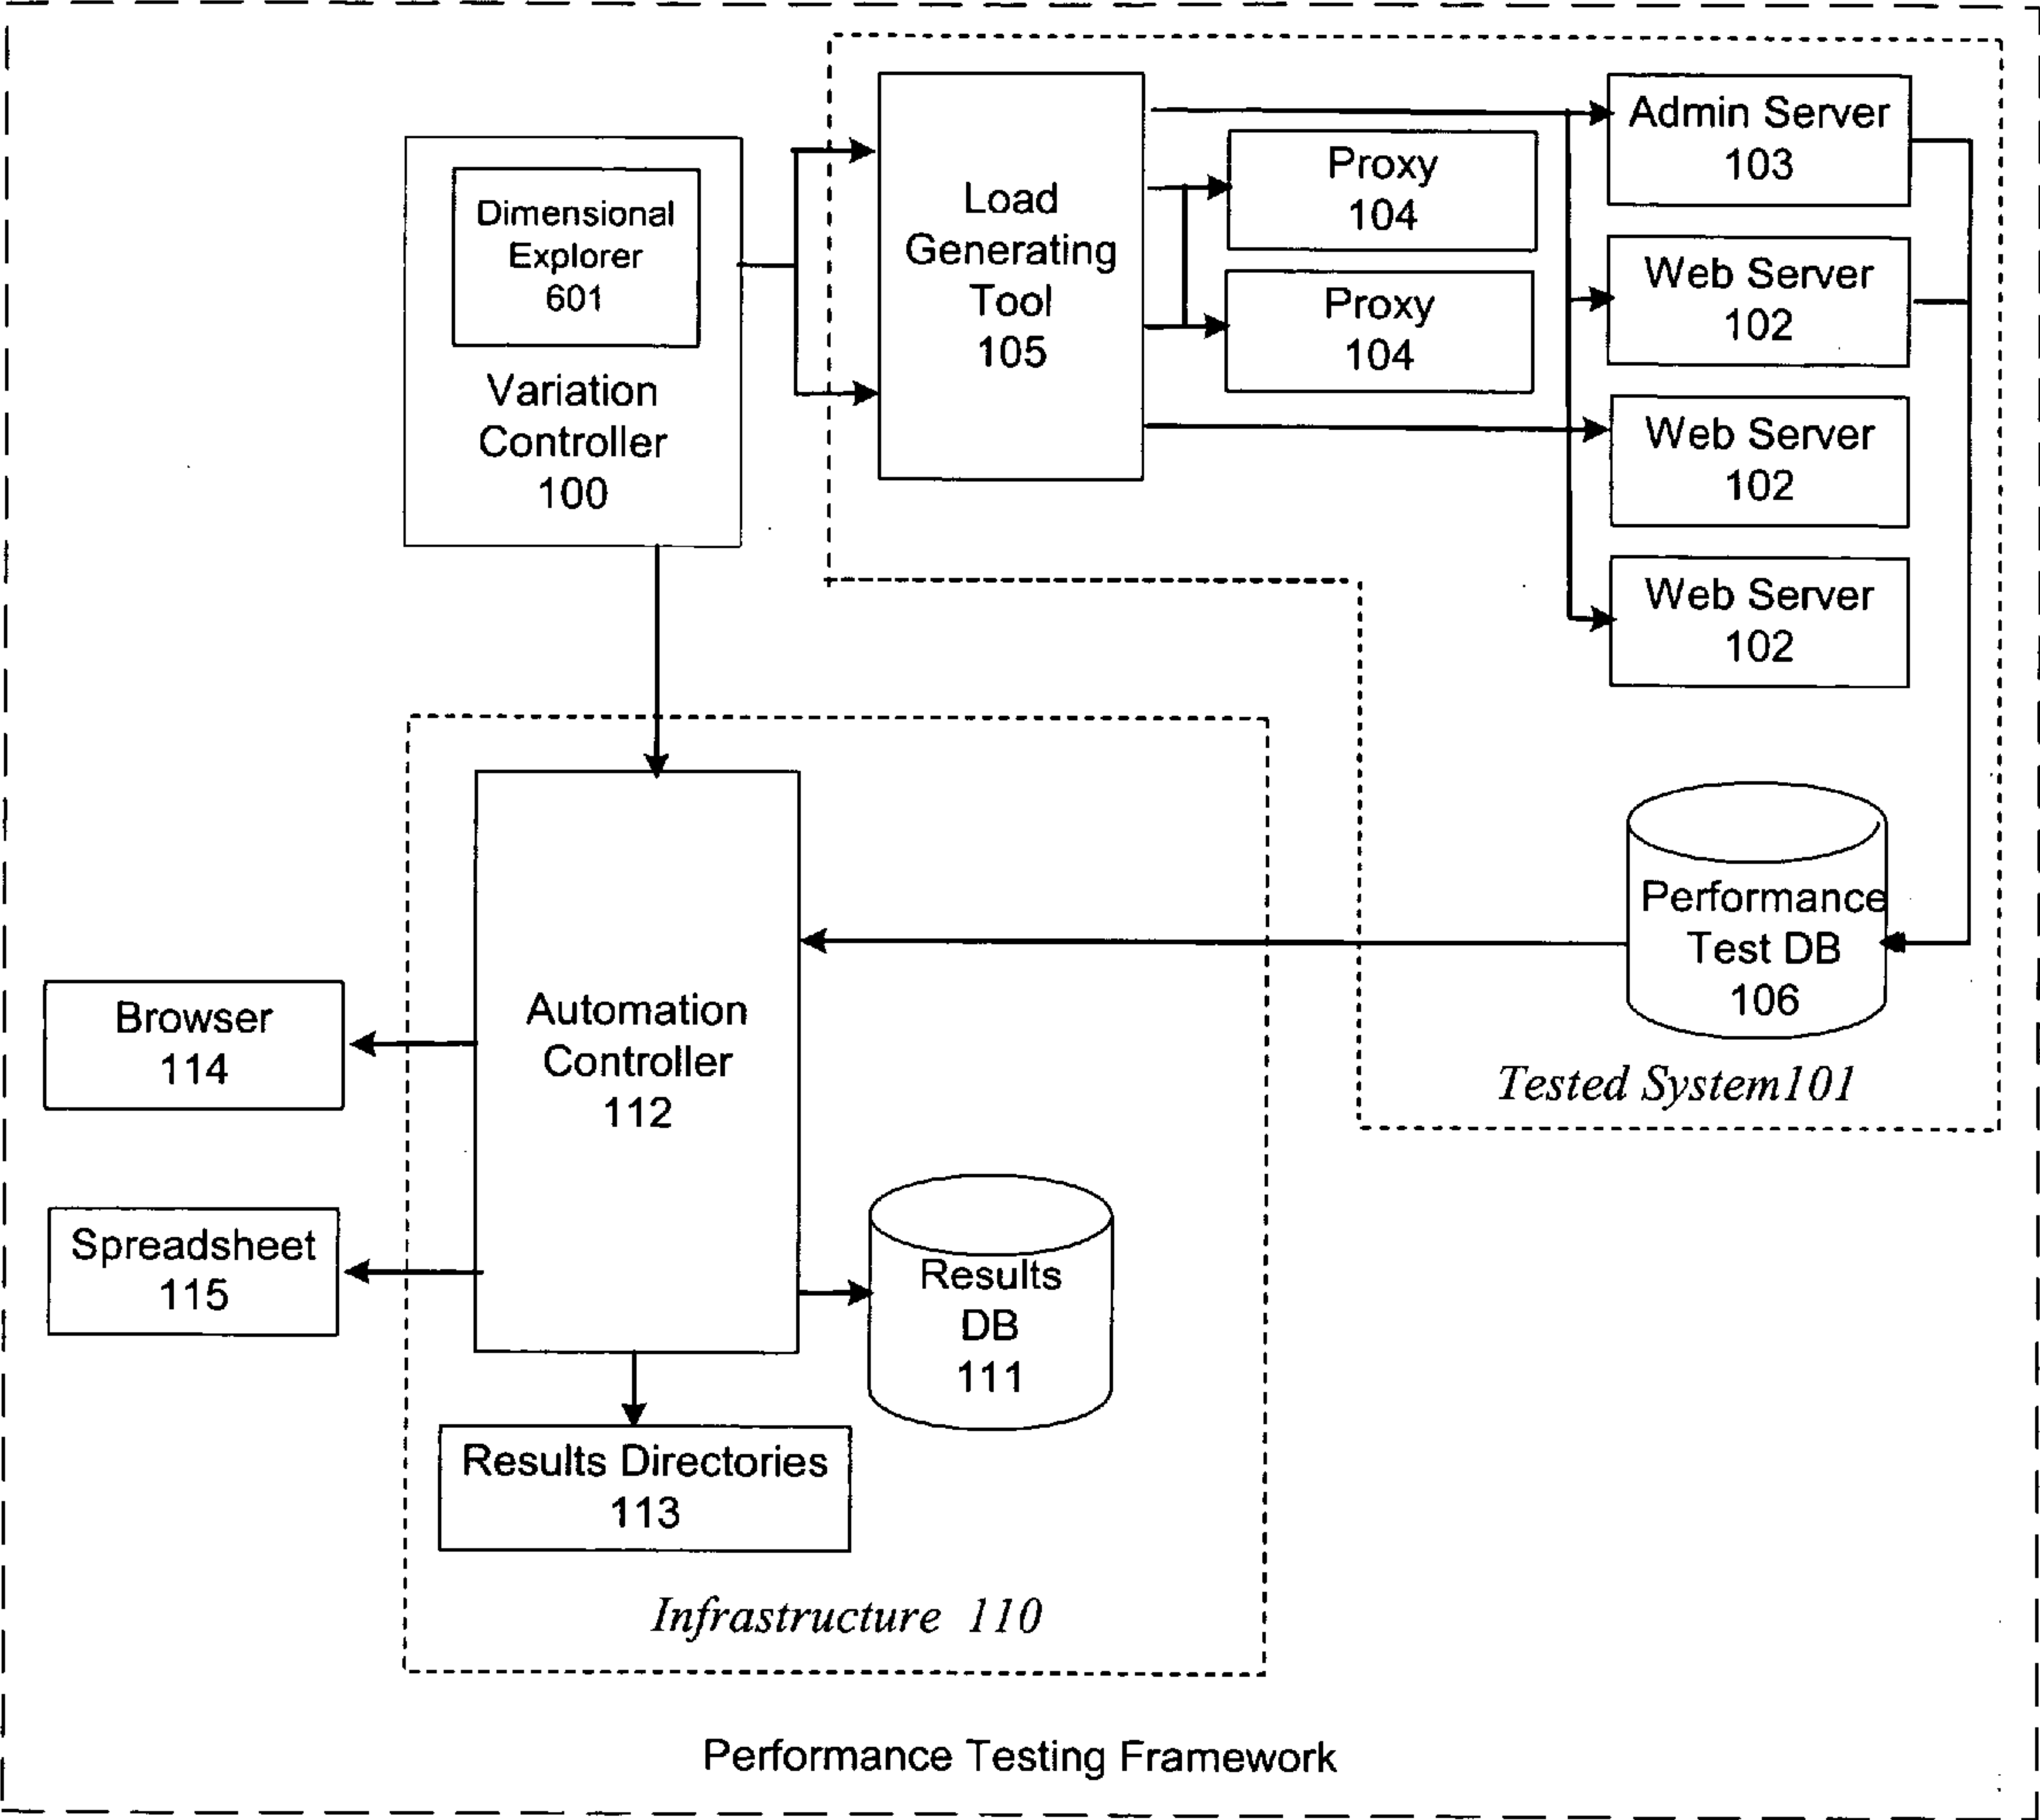 Dimensional
Explorer
601
Variation
Controller
100
Load
Generating
Tool
105
Proxy
104
Proxy
104
Admin Server
103
Web Server
102
Web Server
102
Web Server
102
Performance
Test DB
106
Tested System101
Automation
Controller
112
Browser
114
Spreadsheet
115
Results
DB
111
Results Directories
113
Infrastructure 110
Performance Testing Framework